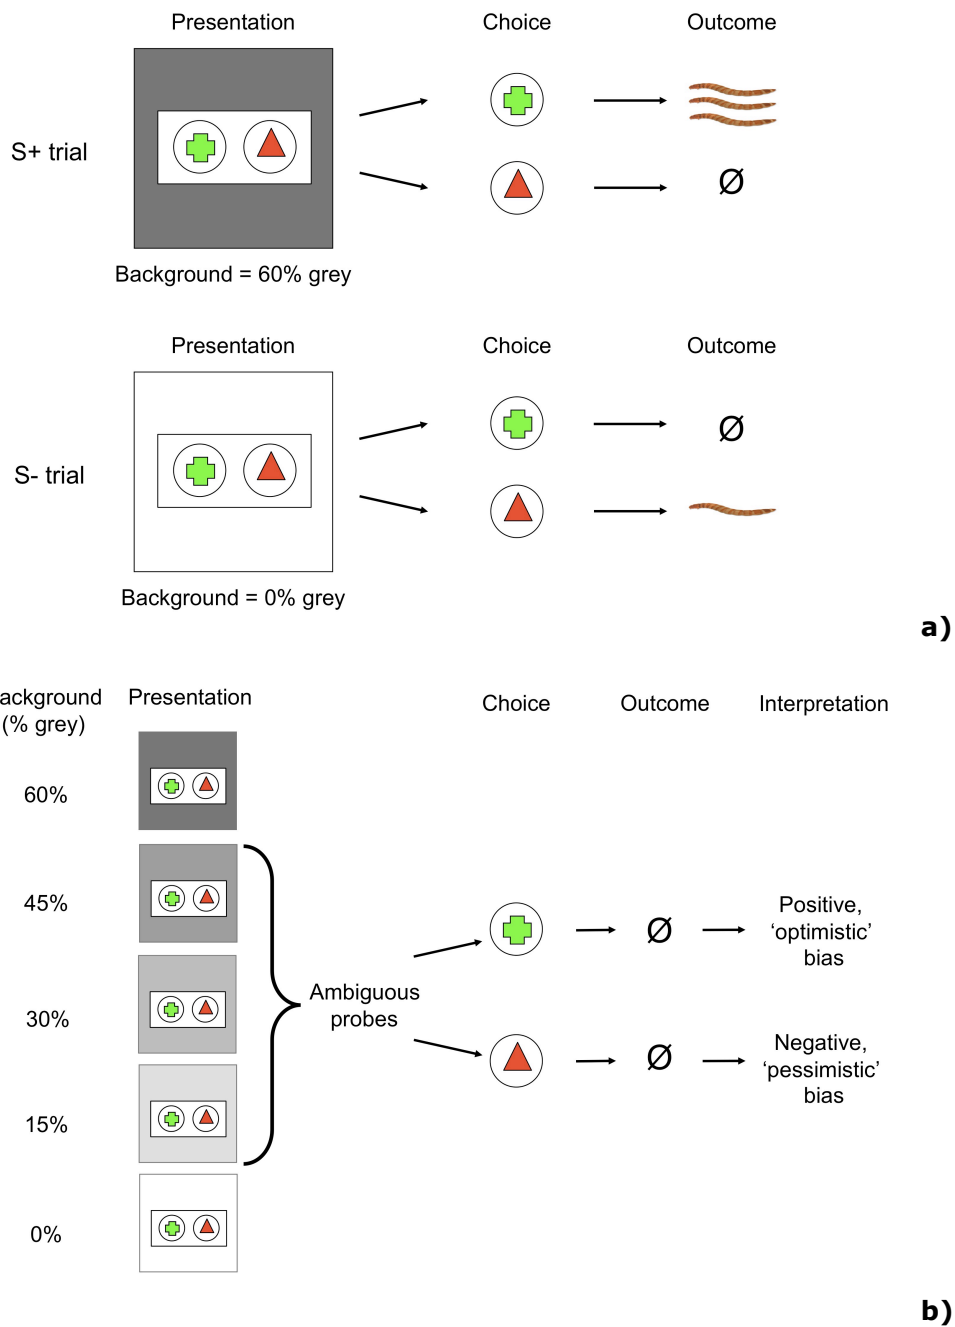 Presentation Choice Outcome
S+ trial
Ø
Background = 60% grey
Presentation Choice Outcome
Ø
S- trial
Background = 0% grey
a)
ackground Presentation Choice Outcome Interpretation
(% grey)
60%
45%
Positive,
Ø ‘optimistic’
bias
Ambiguous
probes
30%
Negative,
Ø ‘pessimistic’
bias
15%
0%
b)